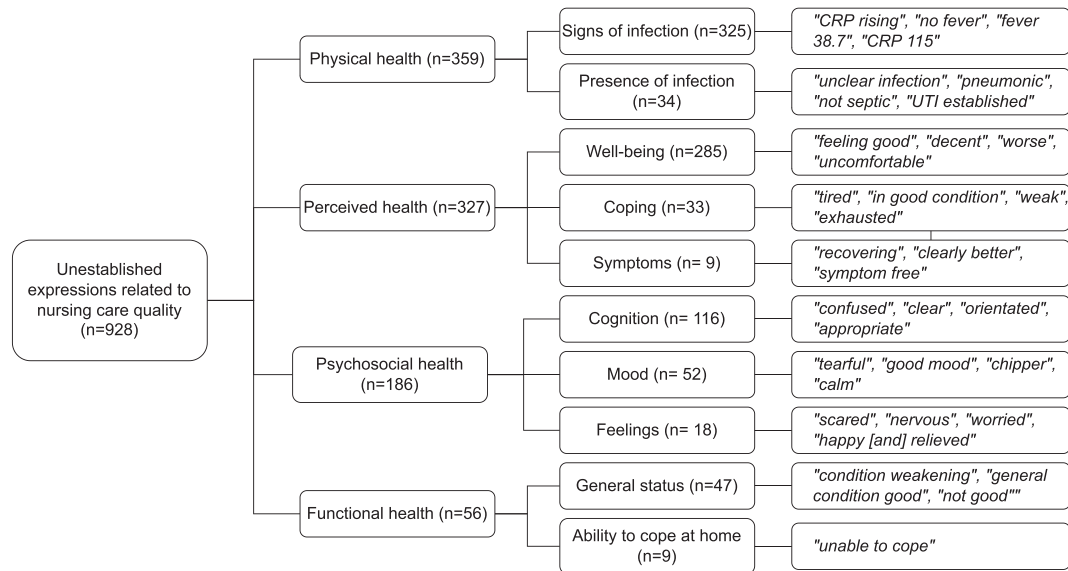 Unestablished
expressions related to
nursing care quality
(n=928)
Physical health (n=359)
Signs of infection (n=325)
"CRP rising", "no fever", "fever
38.7", "CRP 115"
Presence of infection
(n=34)
"unclear infection", "pneumonic",
"not septic", "UTI established"
Perceived health (n=327)
Well-being (n=285)
"feeling good", "decent", "worse",
"uncomfortable"
Coping (n=33)
"tired", "in good condition", "weak",
"exhausted"
Symptoms (n= 9)
"recovering", "clearly better",
"symptom free"
Psychosocial health
(n=186)
Cognition (n= 116)
"confused", "clear", "orientated",
"appropriate"
Mood (n= 52)
"tearful", "good mood", "chipper",
"calm"
Feelings (n= 18)
"scared", "nervous", "worried",
"happy [and] relieved"
Functional health (n=56)
General status (n=47)
"condition weakening", "general
condition good", "not good""
Ability to cope at home
(n=9)
"unable to cope"